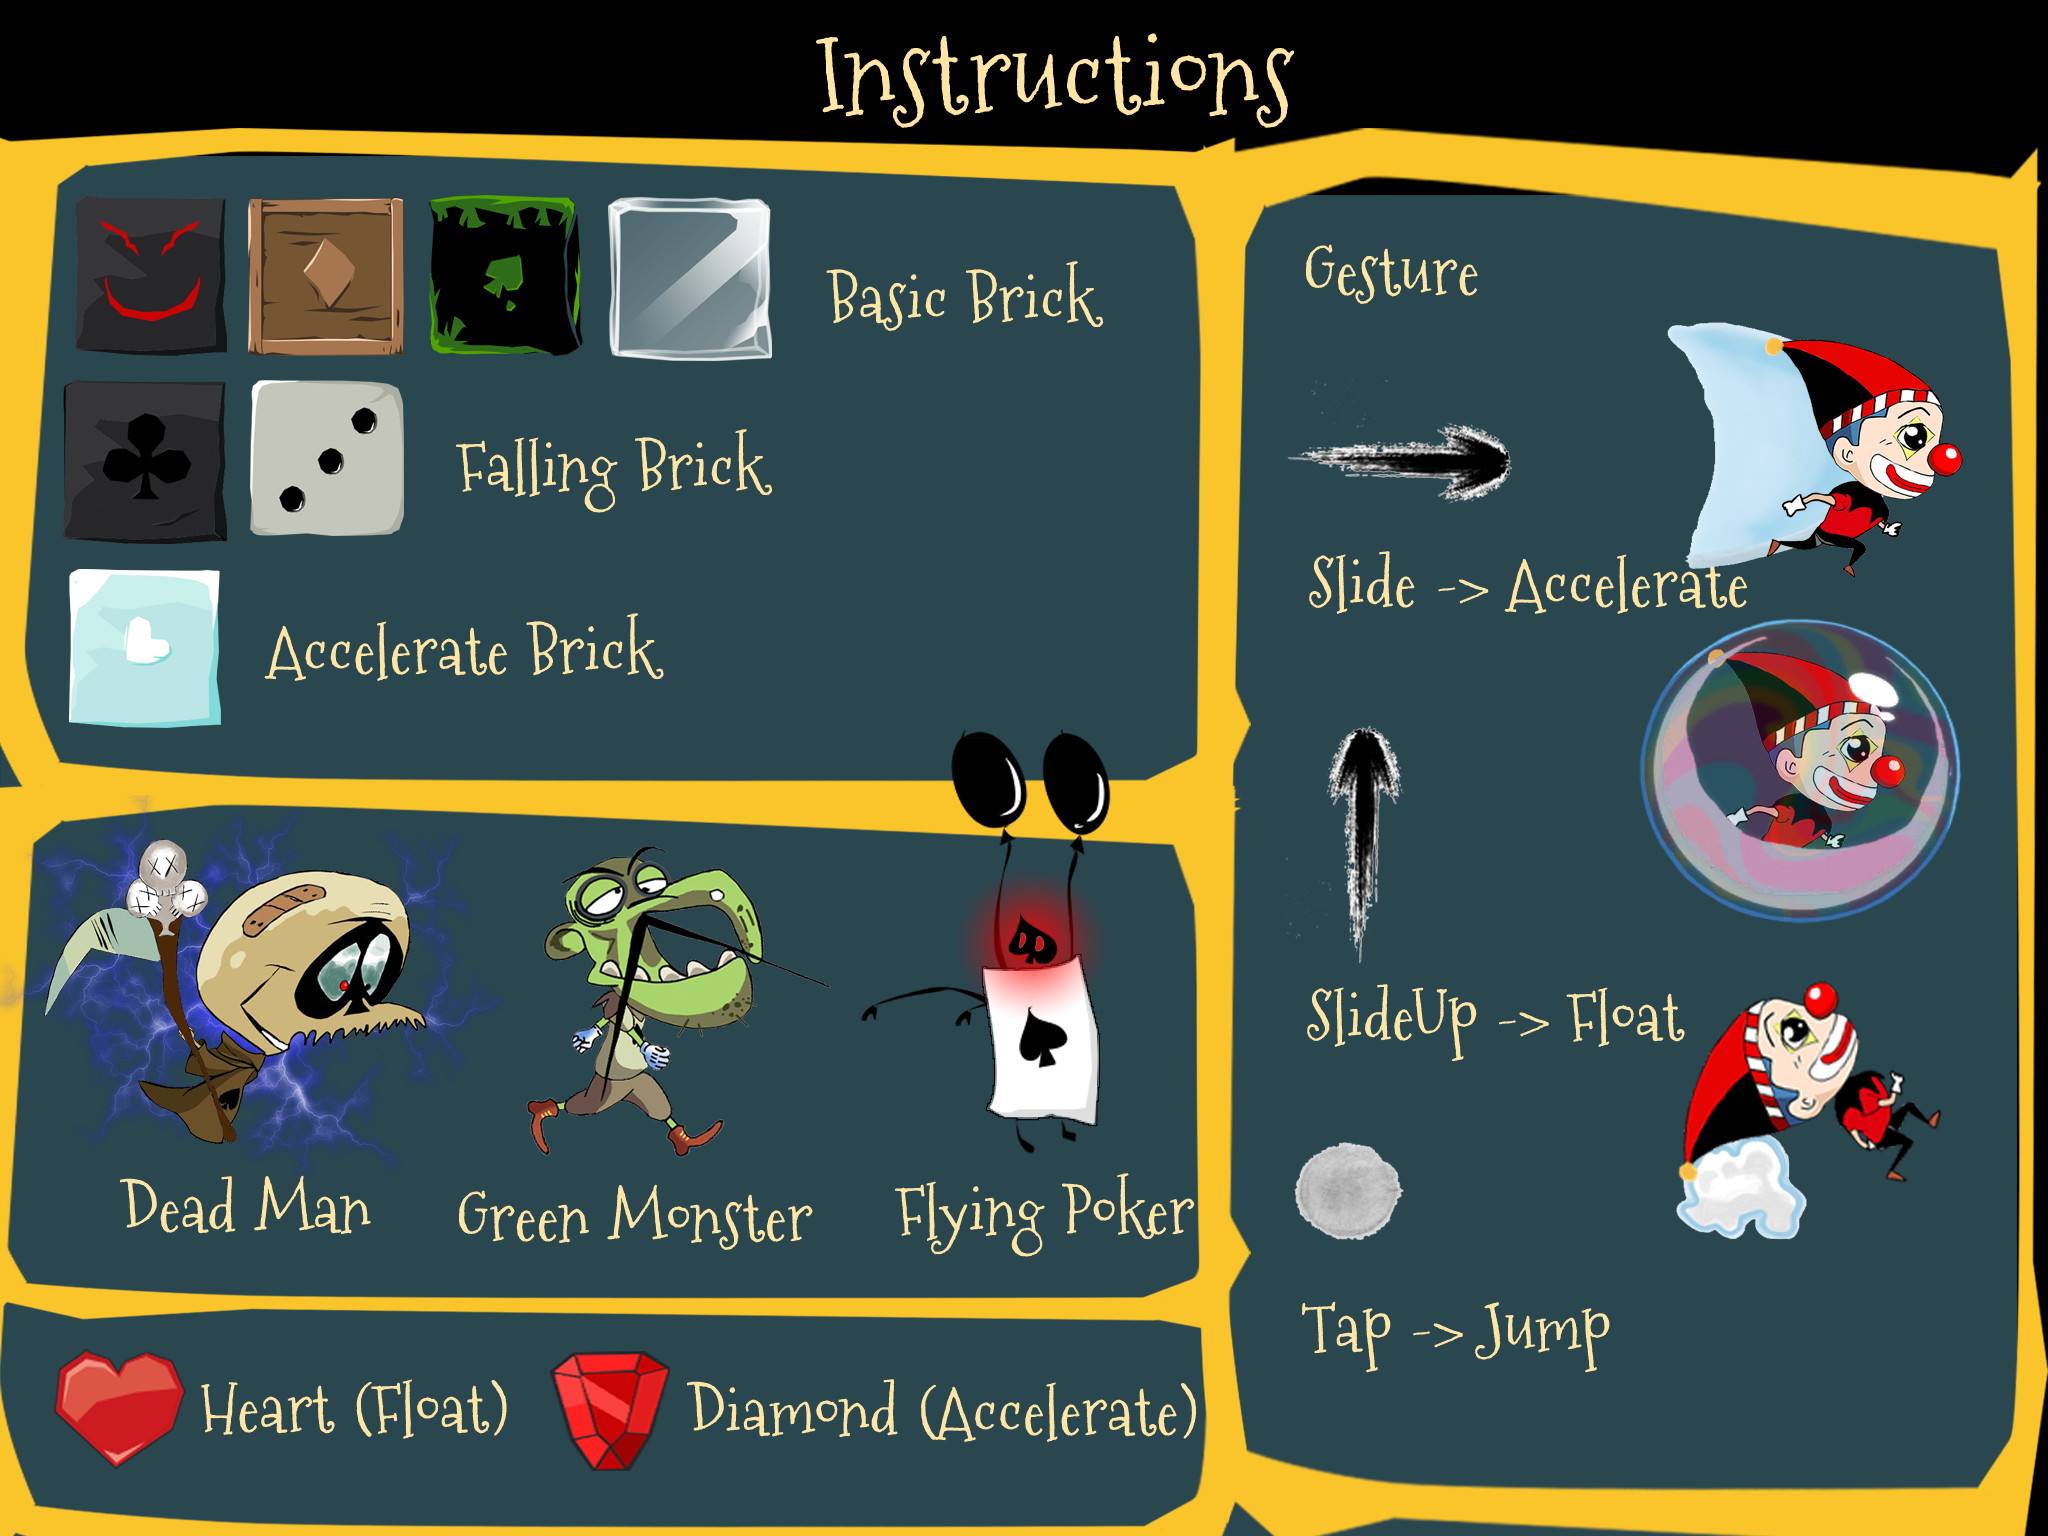 Instructions
Basic Brick
Falling Brick
Accelerate Brick
Dead Man
Green Monster
Flying Poker
Heart (Float)
Diamond (Accelerate)
Gesture
Slide -> Accelerate
SlideUp -> Float
Tap -> Jump